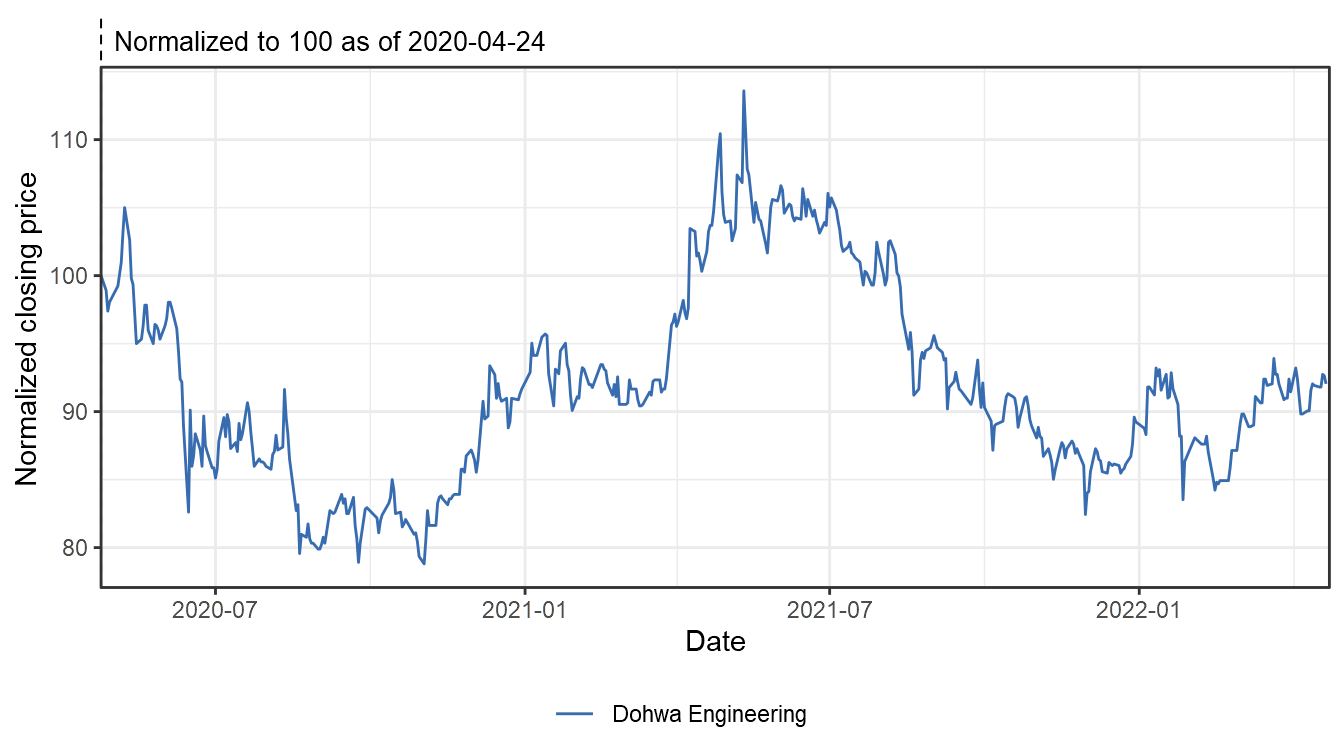 Normalized to 100 as of 2020-04-24
Normalized closing price
110
100
90
80
2020-07
2021-01
2021-07
2022-01
Date
Dohwa Engineering